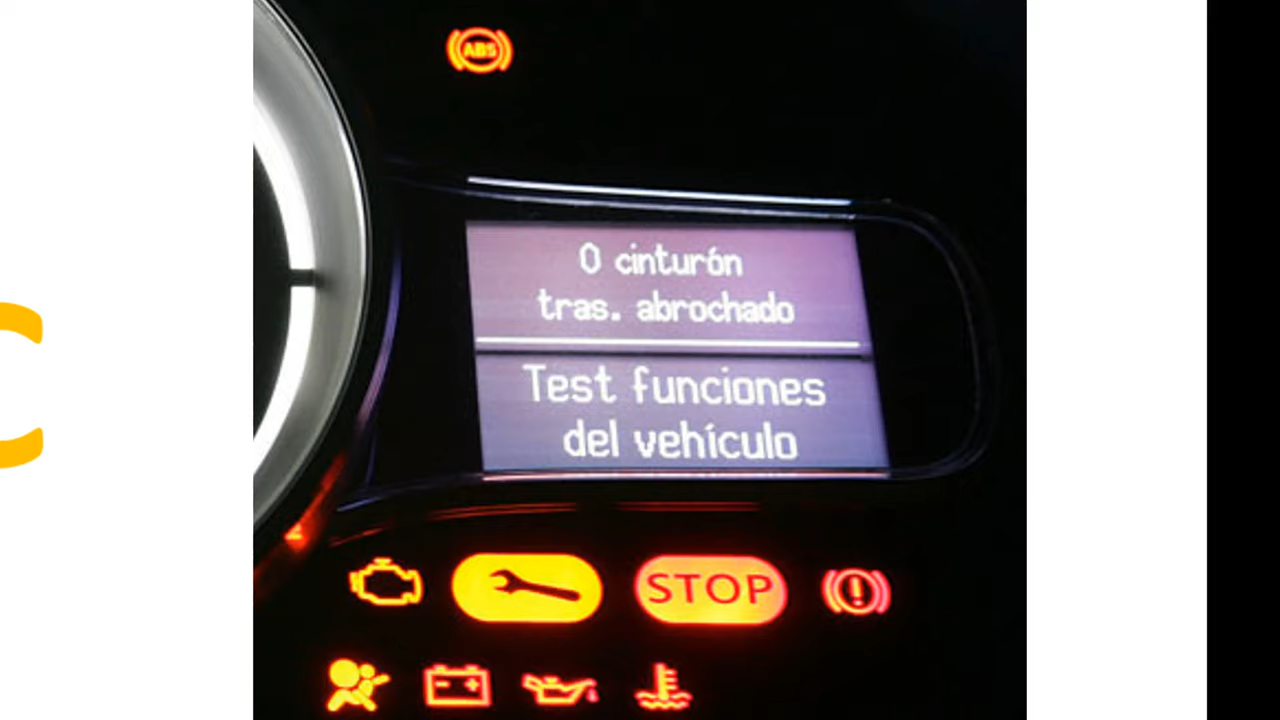 ABS
0 cinturón
tras. abrochado
Test funciones
del vehículo
STOP